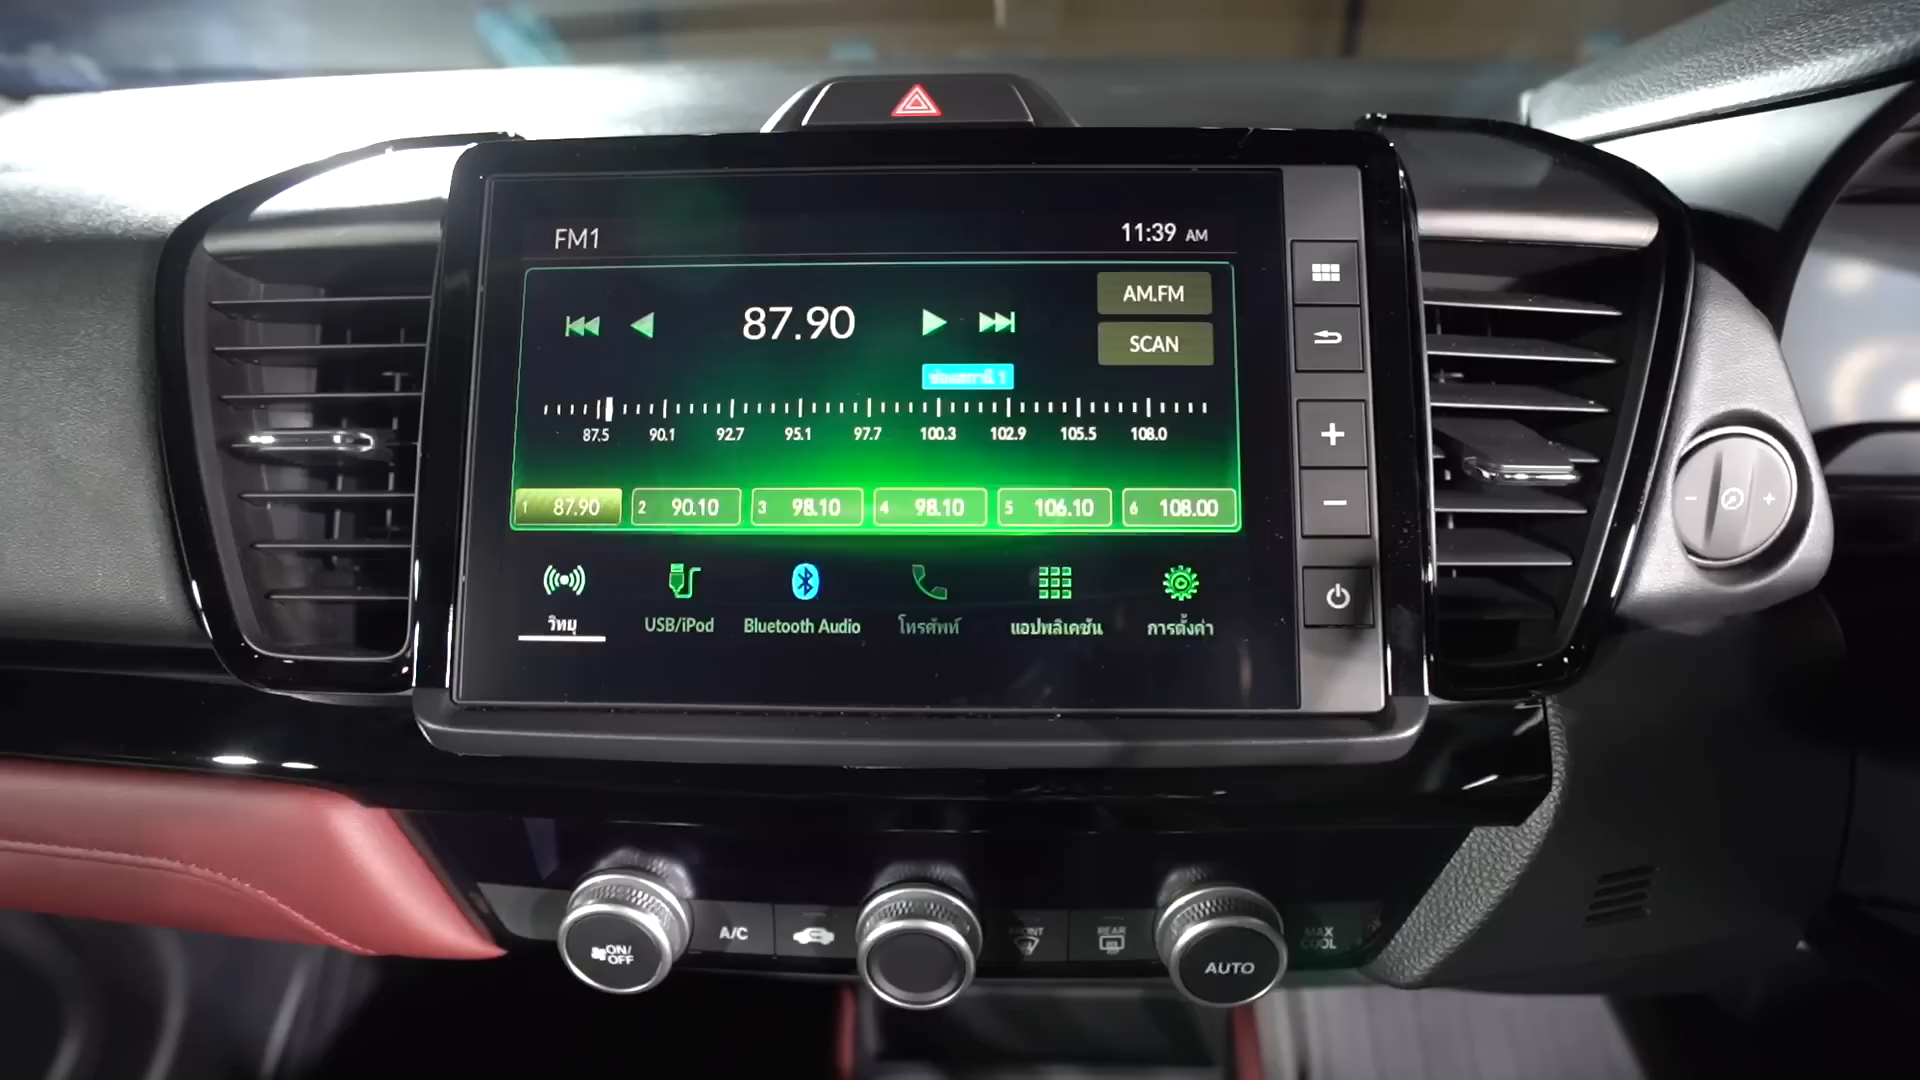 FM1
11:39 AM
87.90
AM.FM
SCAN
87.5 90.1 92.7 95.1 97.7 100.3 102.9 105.5 108.0
1 87.90
2 90.10
3 98.10
4 98.10
5 106.10
6 108.00
วิทยุ
USB/iPod
Bluetooth Audio
โทรศัพท์
แอปพลิเคชัน
การตั้งค่า
ON/
OFF
A/C
FRONT
REAR
AUTO
MAX
COOL